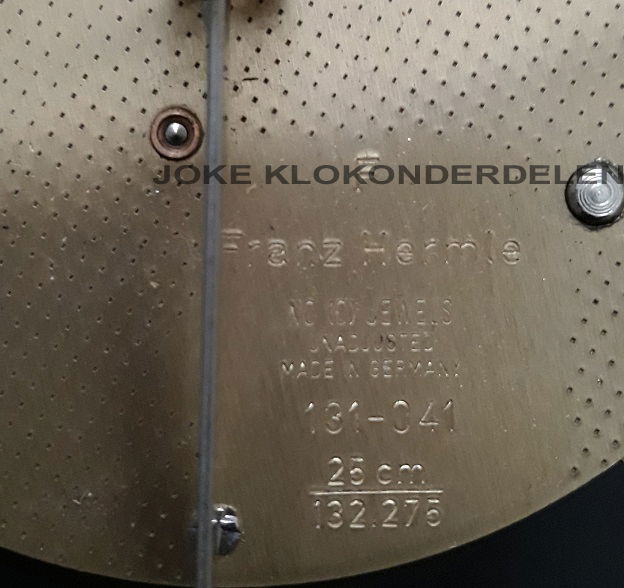 JOKE KLOKONDERDELEN
Franz Hermle
NO (0) JEWELS
UNADJUSTED
MADE IN GERMANY
131-041
25 cm
132.275